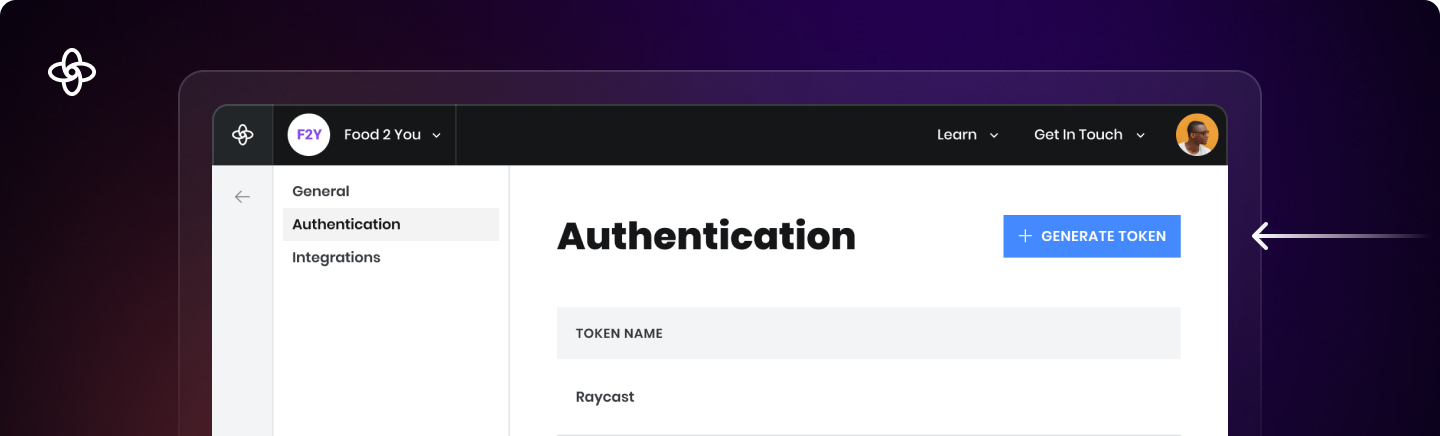 F2Y
Food 2 You
Learn
Get In Touch
General
Authentication
Integrations
Authentication
GENERATE TOKEN
TOKEN NAME
Raycast